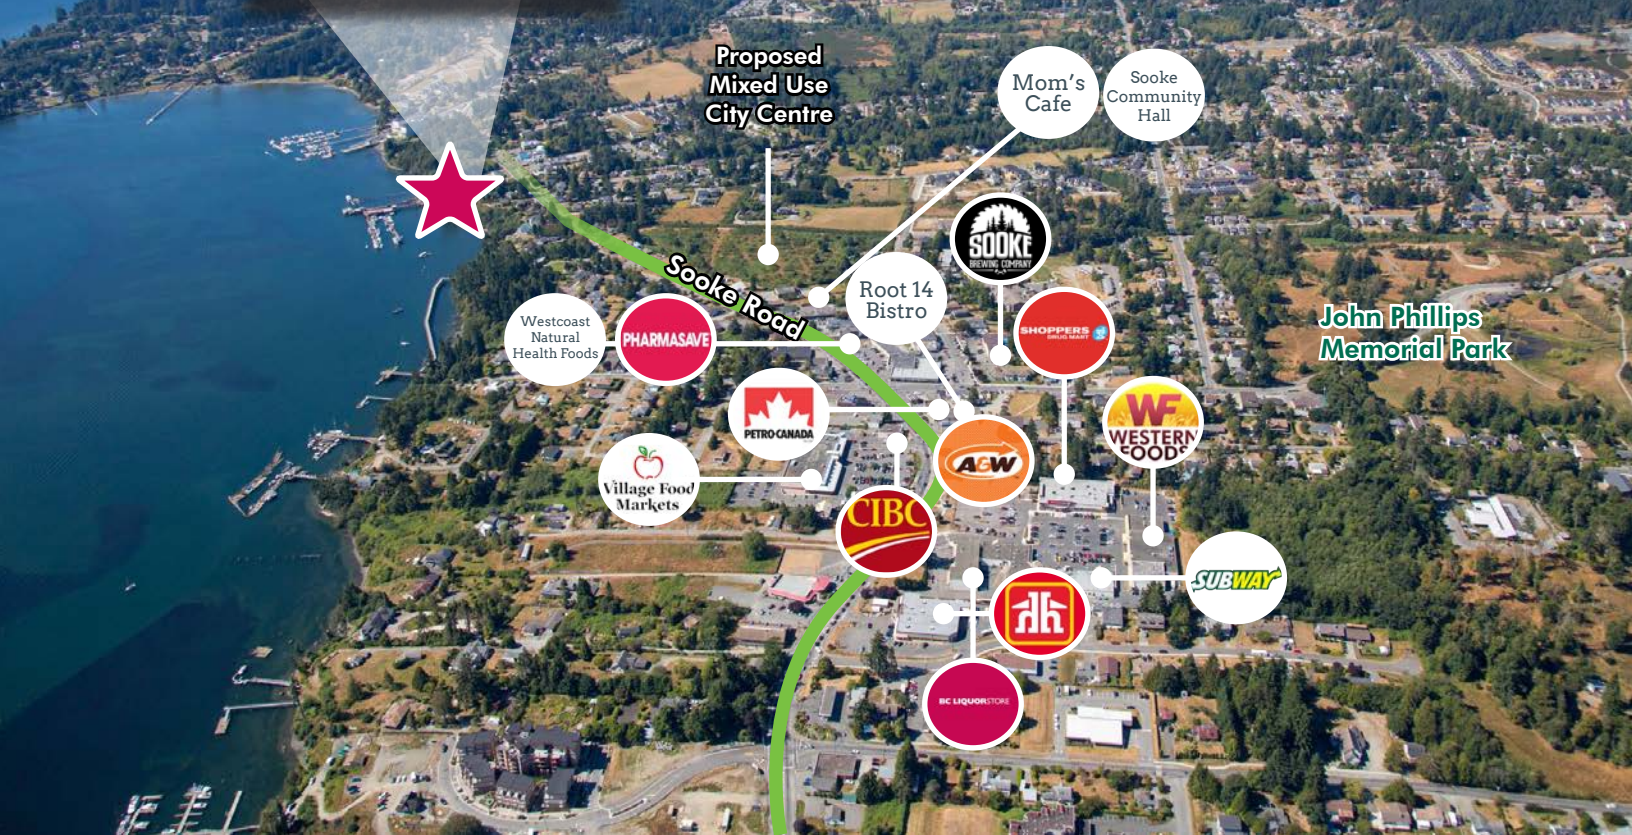 Proposed
Mixed Use
City Centre
Mom's
Cafe
Sooke
Community
Hall
SOOKE
BREWING COMPANY
Sooke Road
Root 14
Bistro
Westcoast
Natural
Health Foods
PHARMASAVE
SHOPPERS
DRUG MART
John Phillips
Memorial Park
PETRO-CANADA
WF
WESTERN
FOODS
A&W
Village Food
Markets
CIBC
SUBWAY
BC LIQUORSTORE